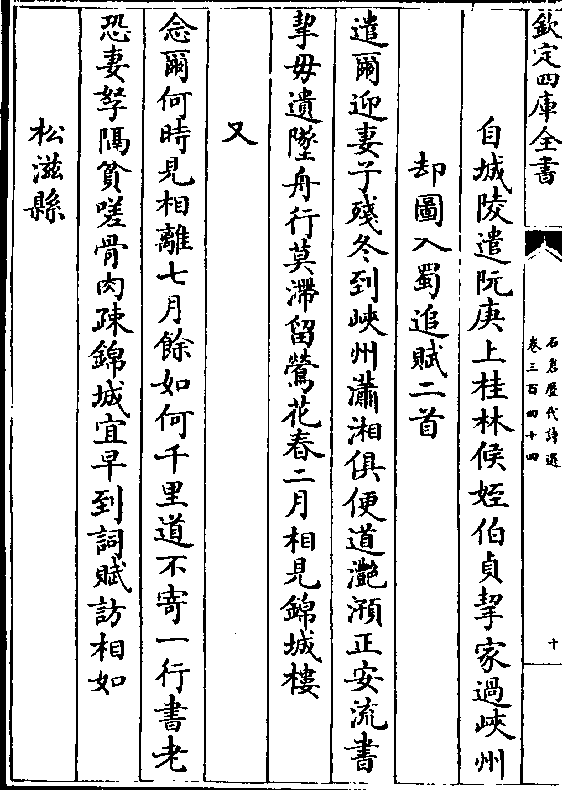 欽定四庫全書
石倉歷代詩選
卷三百四十四
十
自城陵遣阮庚上桂林候姪伯貞挈家過峽州
却圖入蜀追賦二首
遣爾迎妻子殘冬到峽州瀟湘俱便道灔澦正安流書
挈毋遺墜舟行莫滯留鶯花春二月相見錦城樓
又
念爾何時見相離七月餘如何千里道不寄一行書老
恐妻孥隔貧嗟骨肉疎錦城宜早到詞賦訪相如
松滋縣